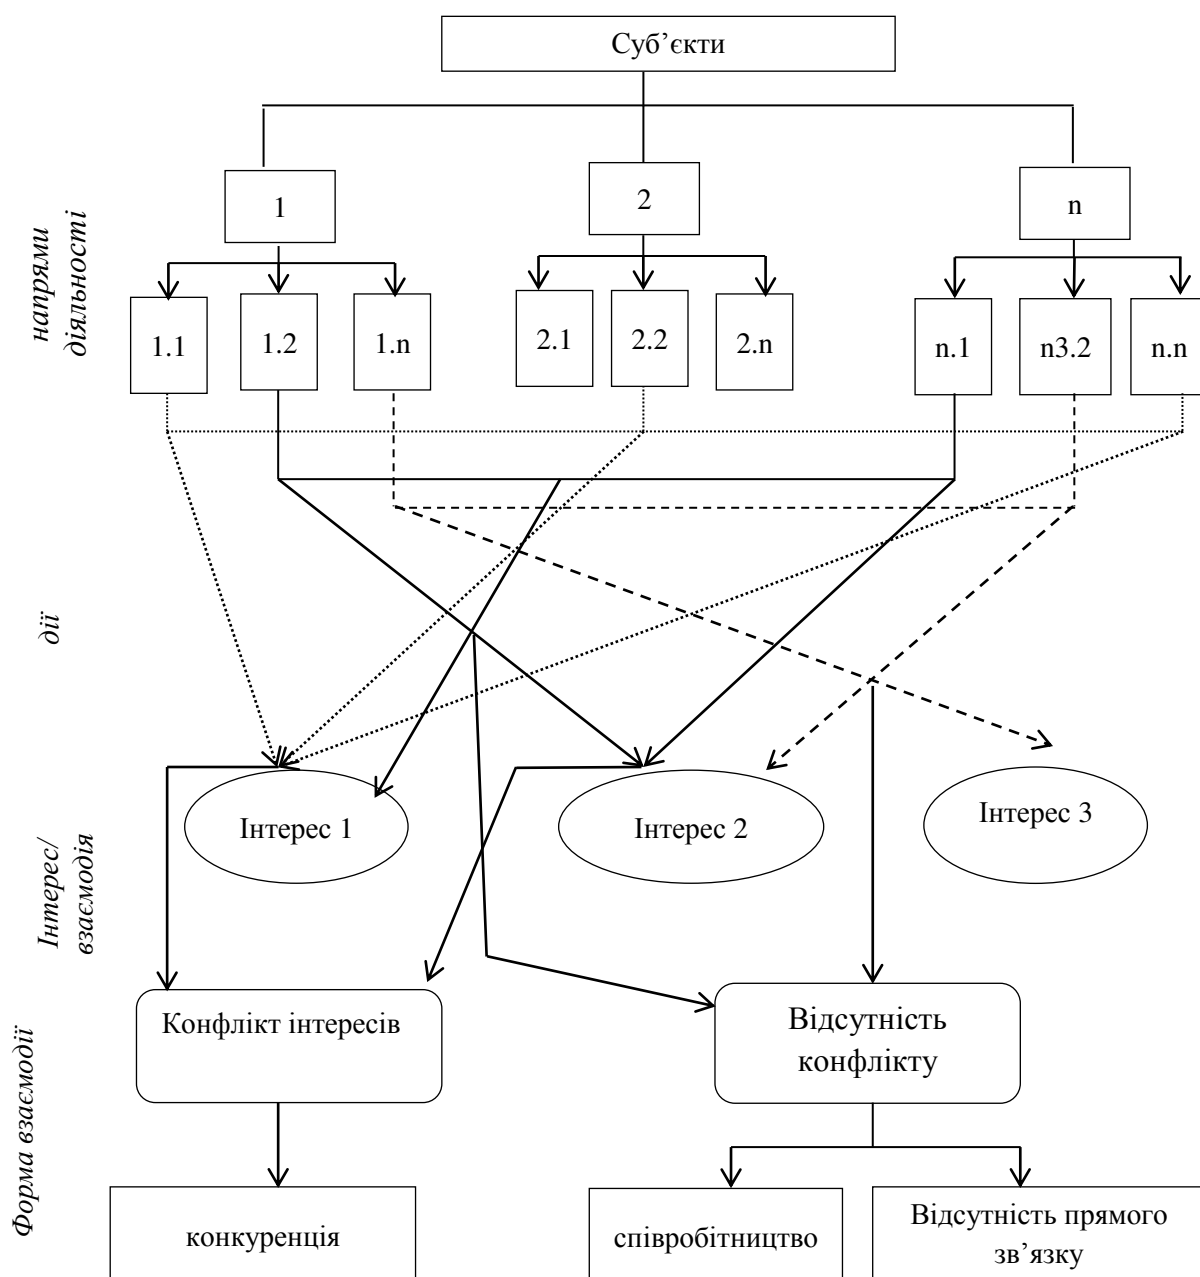 Суб’єкти
напрями
діяльності
1
2
n
1.1
1.2
1.n
2.1
2.2
2.n
n.1
n3.2
n.n
дії
Інтерес/
взаємодія
Інтерес 1
Інтерес 2
Інтерес 3
Форма взаємодії
Конфлікт інтересів
Відсутність
конфлікту
конкуренція
співробітництво
Відсутність прямого
зв’язку